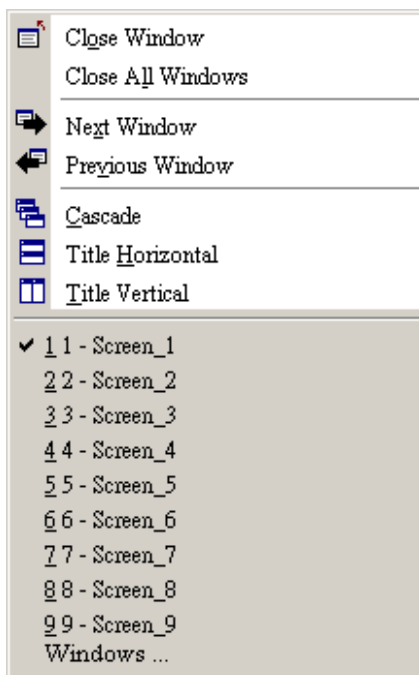 Close Window
Close All Windows
Next Window
Previous Window
Cascade
Title Horizontal
Title Vertical
1 1 - Screen_1
2 2 - Screen_2
3 3 - Screen_3
4 4 - Screen_4
5 5 - Screen_5
6 6 - Screen_6
7 7 - Screen_7
8 8 - Screen_8
9 9 - Screen_9
Windows ...